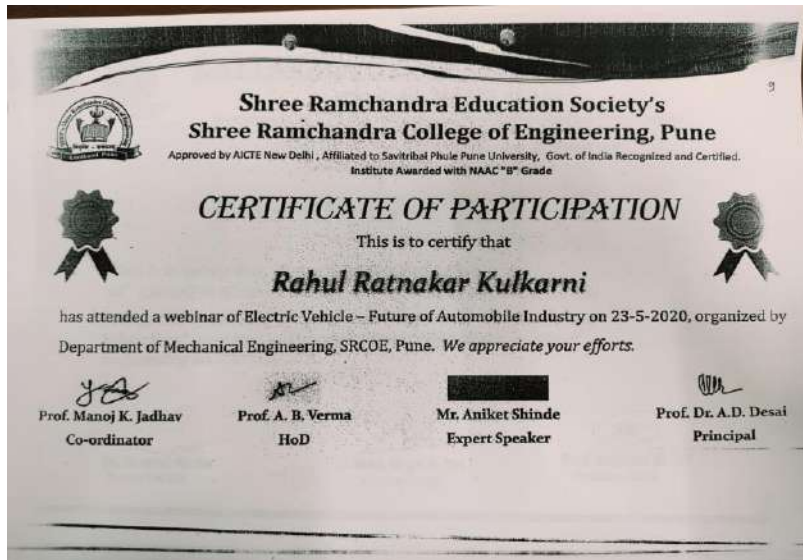 9
Shree Ramchandra Education Society's
Shree Ramchandra College of Engineering, Pune
Approved by AICTE New Delhi , Affiliated to Savitribai Phule Pune University, Govt. of India Recognized and Certified.
Institute Awarded with NAAC "B" Grade
CERTIFICATE OF PARTICIPATION
This is to certify that
Rahul Ratnakar Kulkarni
has attended a webinar of Electric Vehicle – Future of Automobile Industry on 23-5-2020, organized by
Department of Mechanical Engineering, SRCOE, Pune. We appreciate your efforts.
Prof. Manoj K. Jadhav Prof. A. B. Verma Mr. Aniket Shinde Prof. Dr. A.D. Desai
Co-ordinator HoD Expert Speaker Principal